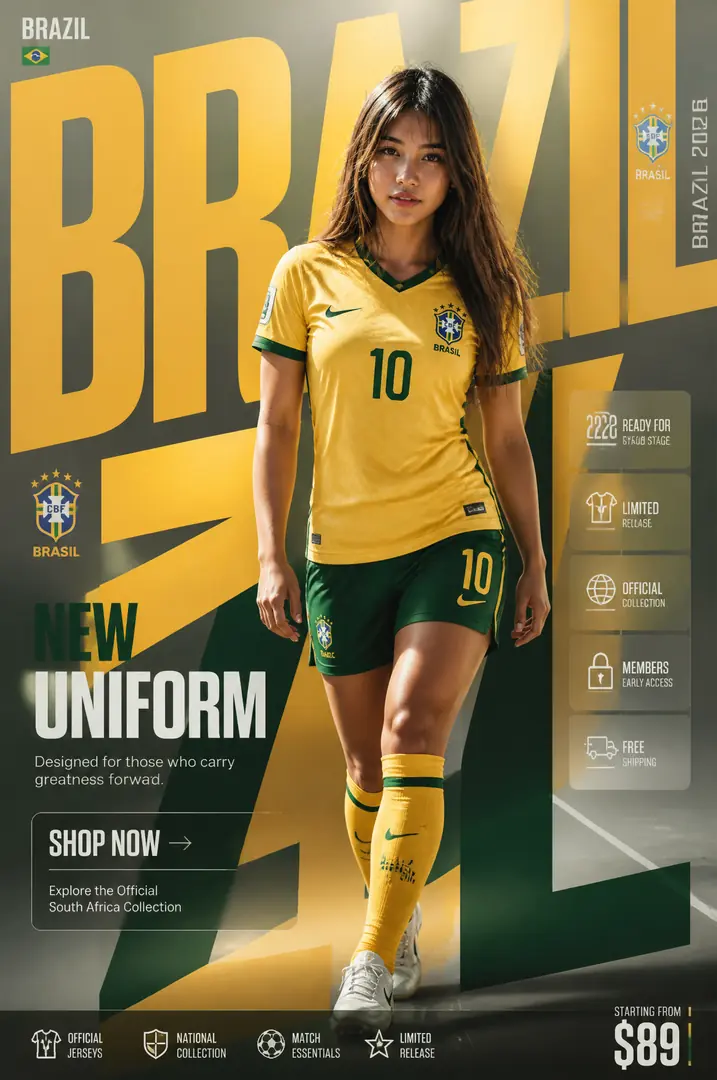 BRAZIL
BRAZIL
BRASIL
BRAZIL 2026
10
BRASIL
10
CBF
BRASIL
NEW
UNIFORM
Designed for those who carry
greatness forwad.
SHOP NOW
Explore the Official
South Africa Collection
READY FOR
STAGE
LIMITED
RELEASE
OFFICIAL
COLLECTION
MEMBERS
EARLY ACCESS
FREE
SHIPPING
OFFICIAL
JERSEYS
NATIONAL
COLLECTION
MATCH
ESSENTIALS
LIMITED
RELEASE
STARTING FROM
$89